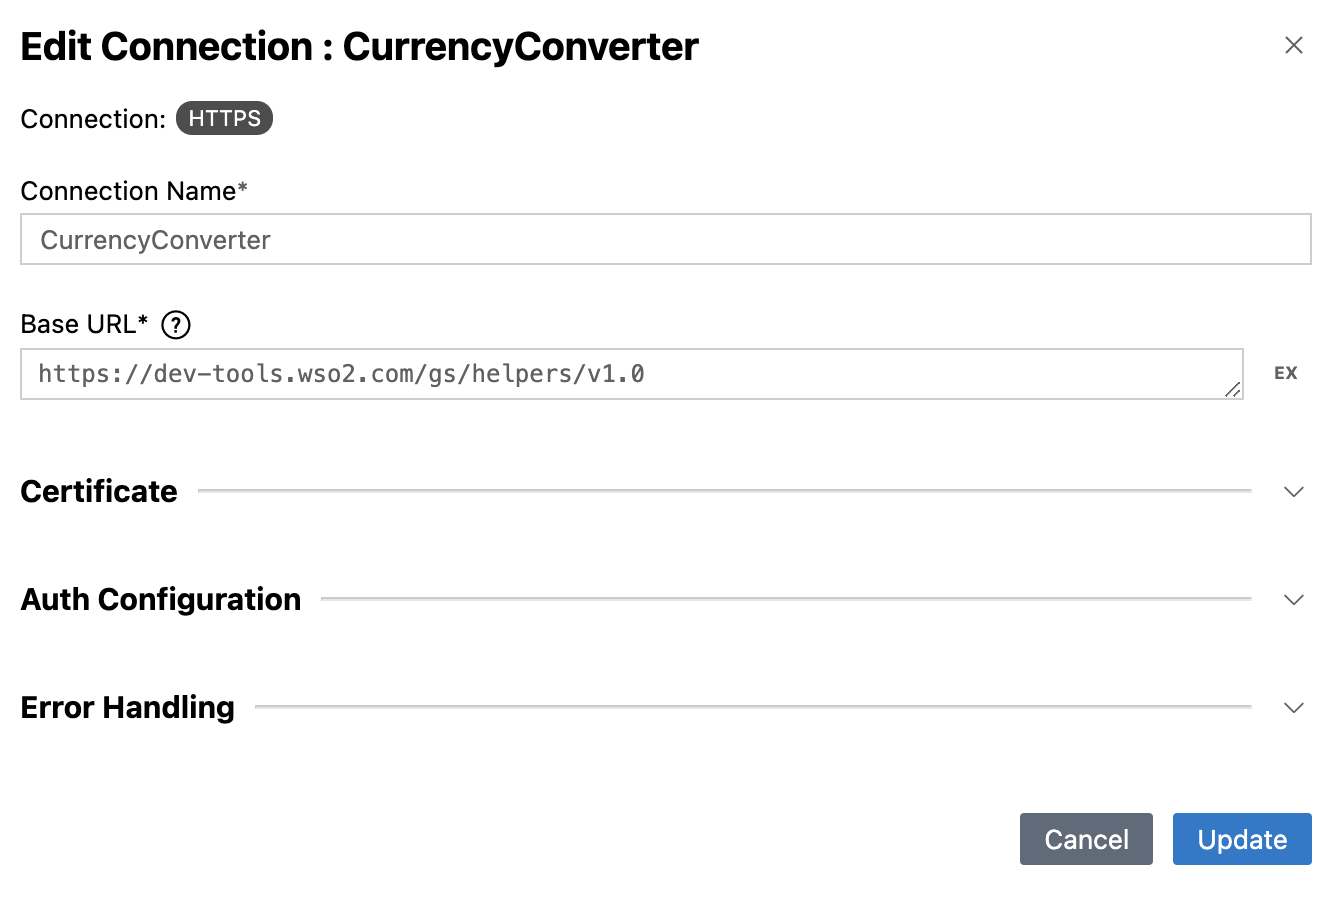 Edit Connection : CurrencyConverter
Connection: HTTPS
Connection Name*
CurrencyConverter
Base URL* ?
https://dev-tools.wso2.com/gs/helpers/v1.0
EX
Certificate
Auth Configuration
Error Handling
Cancel Update